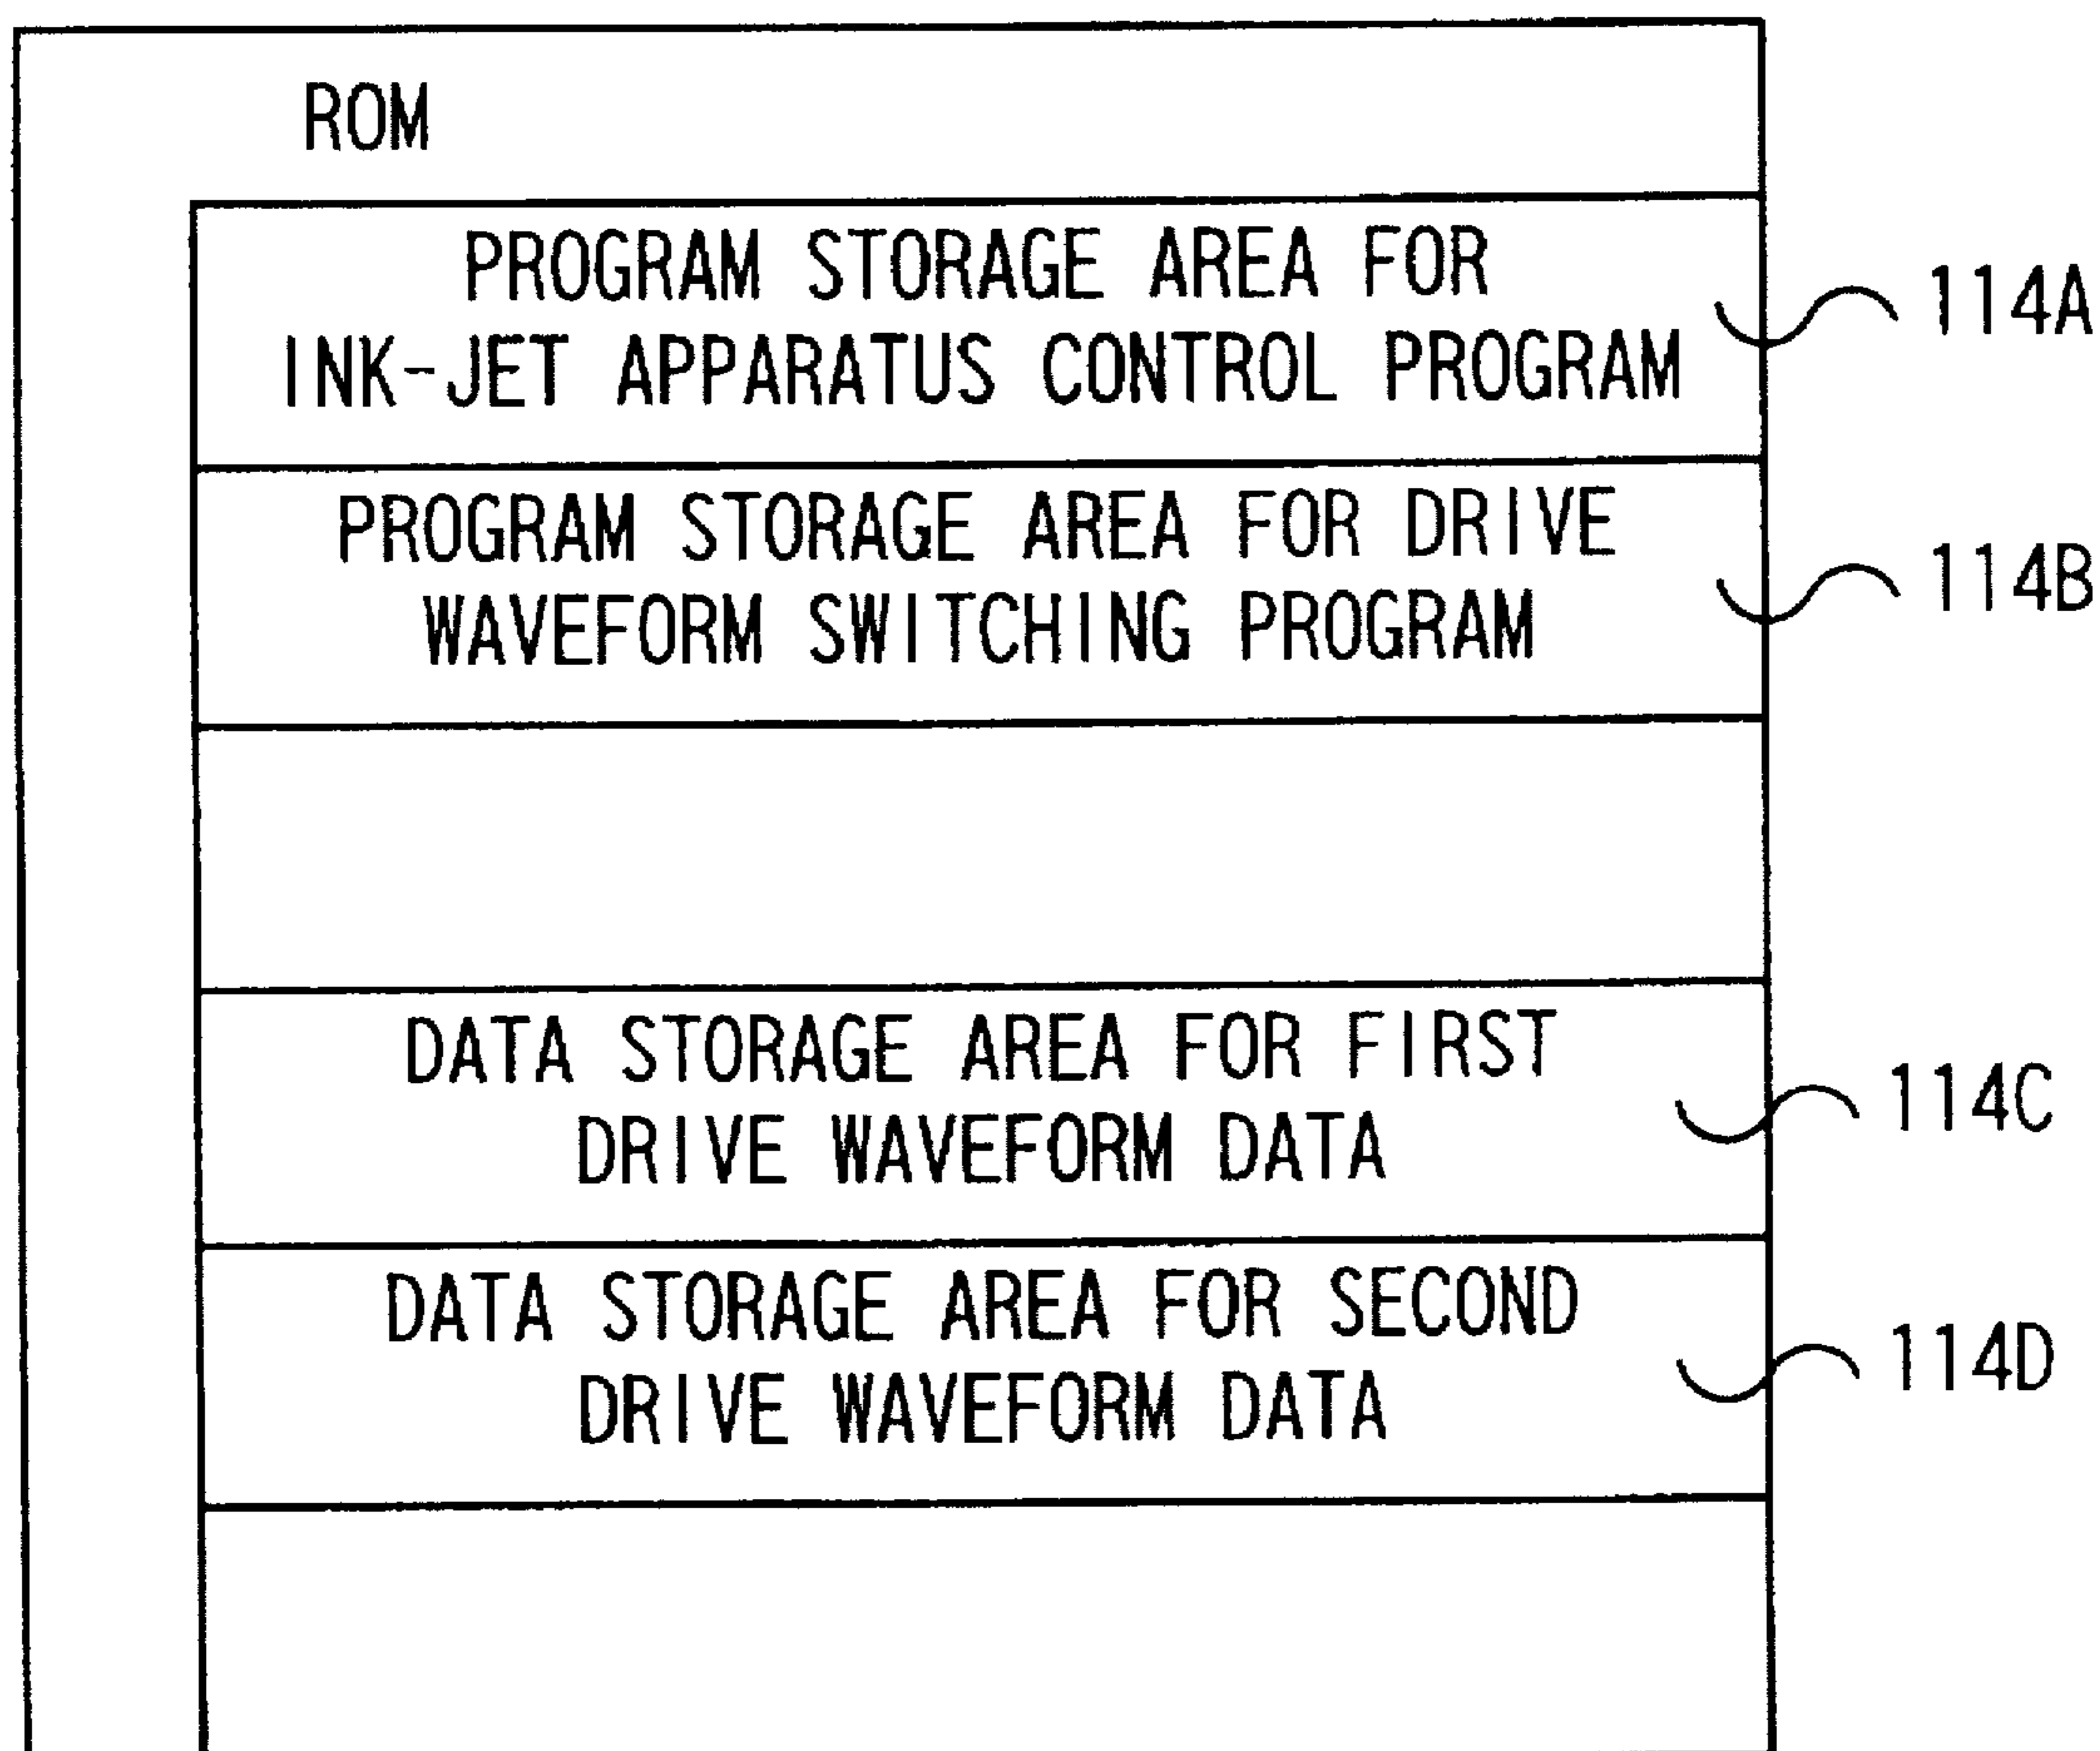 ROM
PROGRAM STORAGE AREA FOR
INK-JET APPARATUS CONTROL PROGRAM
114A
PROGRAM STORAGE AREA FOR DRIVE
WAVEFORM SWITCHING PROGRAM
114B
DATA STORAGE AREA FOR FIRST
DRIVE WAVEFORM DATA
114C
DATA STORAGE AREA FOR SECOND
DRIVE WAVEFORM DATA
114D